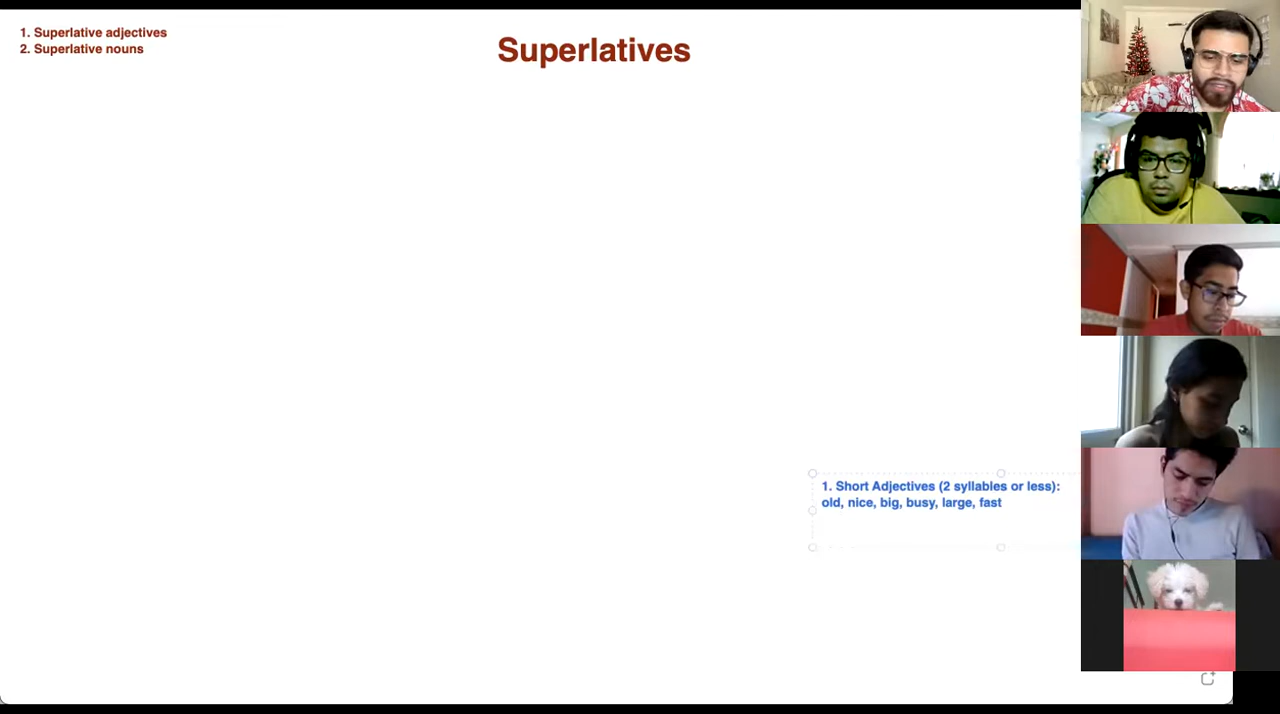 1. Superlative adjectives
2. Superlative nouns
Superlatives
1. Short Adjectives (2 syllables or less):
old, nice, big, busy, large, fast